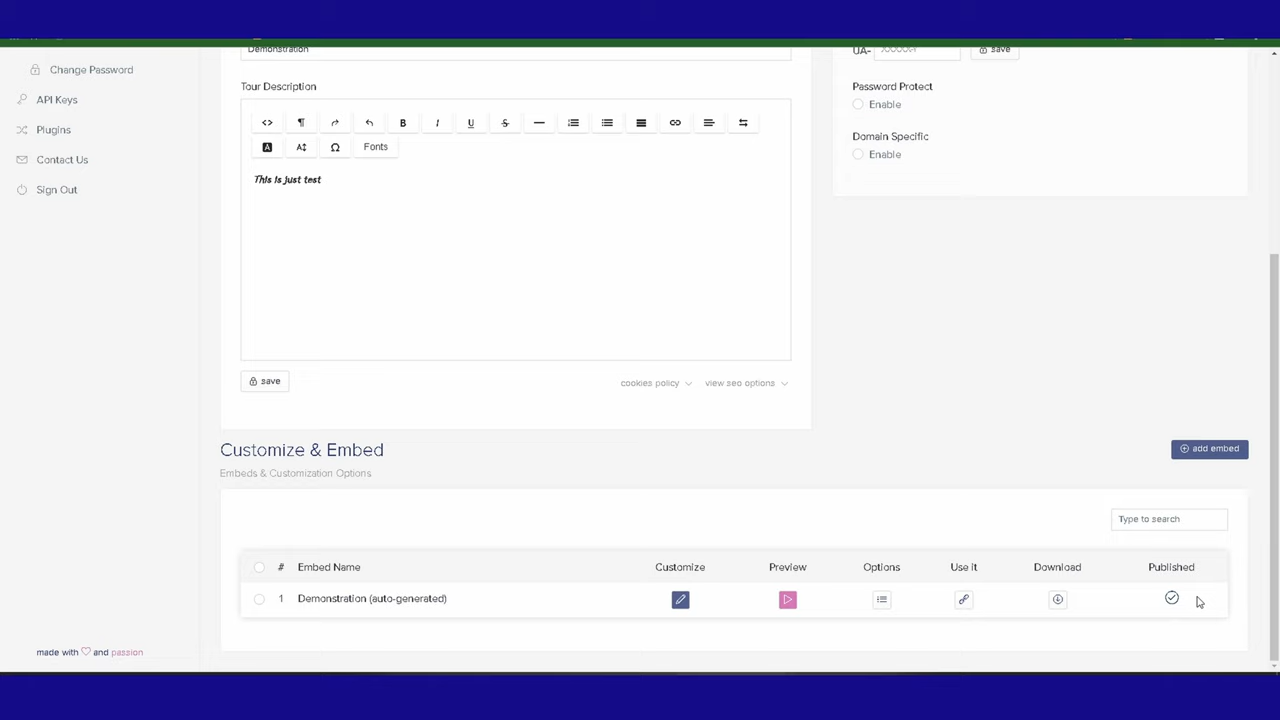 Change Password
API Keys
Plugins
Contact Us
Sign Out
made with and passion
Demonstration
Tour Description
B I U S
A Ω Fonts
This is just test
save
cookies policy view seo options
UA- save
Password Protect
Enable
Domain Specific
Enable
Customize & Embed
add embed
Embeds & Customization Options
Type to search
# Embed Name Customize Preview Options Use it Download Published
1 Demonstration (auto-generated)